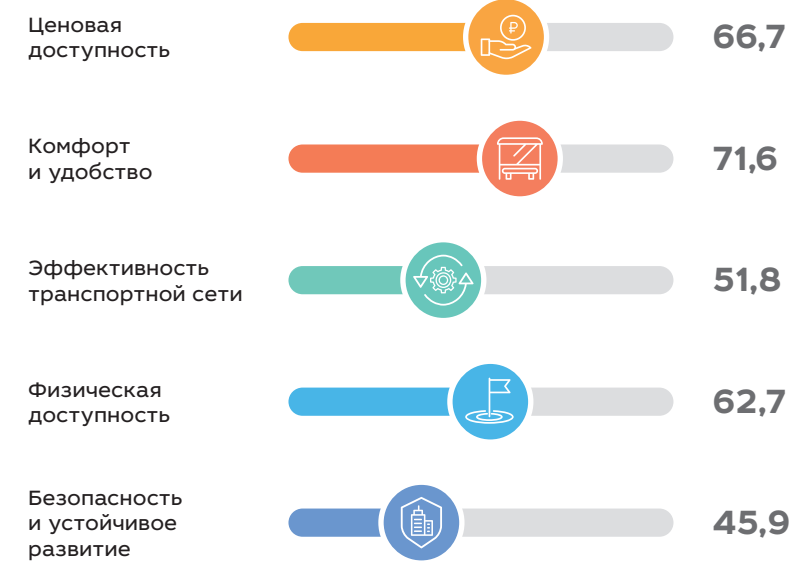 Ценовая
доступность
66,7
Комфорт
и удобство
71,6
Эффективность
транспортной сети
51,8
Физическая
доступность
62,7
Безопасность
и устойчивое
развитие
45,9